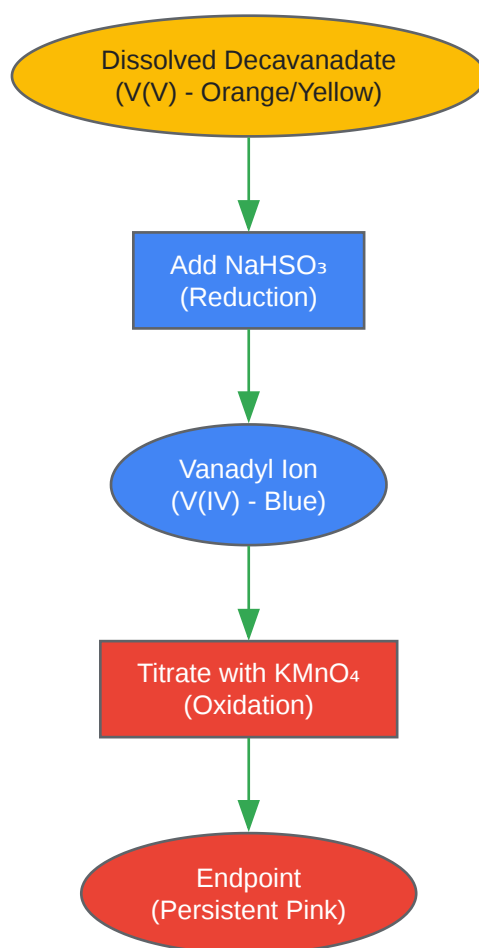 Dissolved Decavanadate
(V(V) - Orange/Yellow)
Add NaHSO₃
(Reduction)
Vanadyl Ion
(V(IV) - Blue)
Titrate with KMnO₄
(Oxidation)
Endpoint
(Persistent Pink)